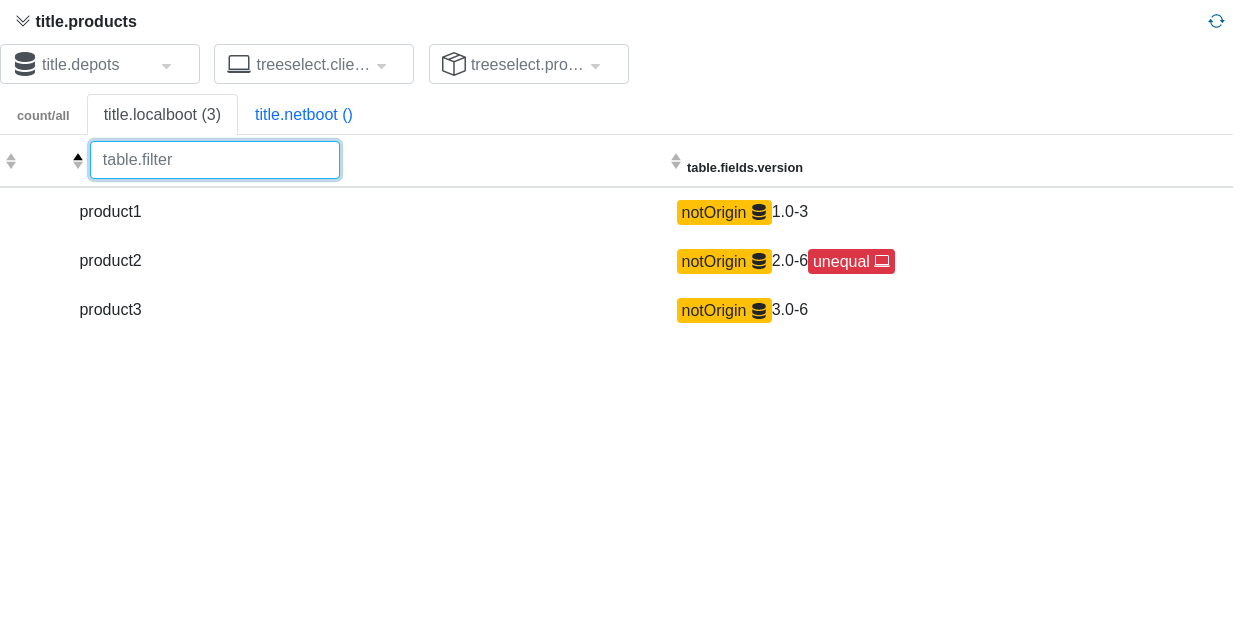 title.products
title.depots treeselect.clie… treeselect.pro…
count/all title.localboot (3) title.netboot ()
table.filter table.fields.version
product1 notOrigin 1.0-3
product2 notOrigin 2.0-6 unequal
product3 notOrigin 3.0-6